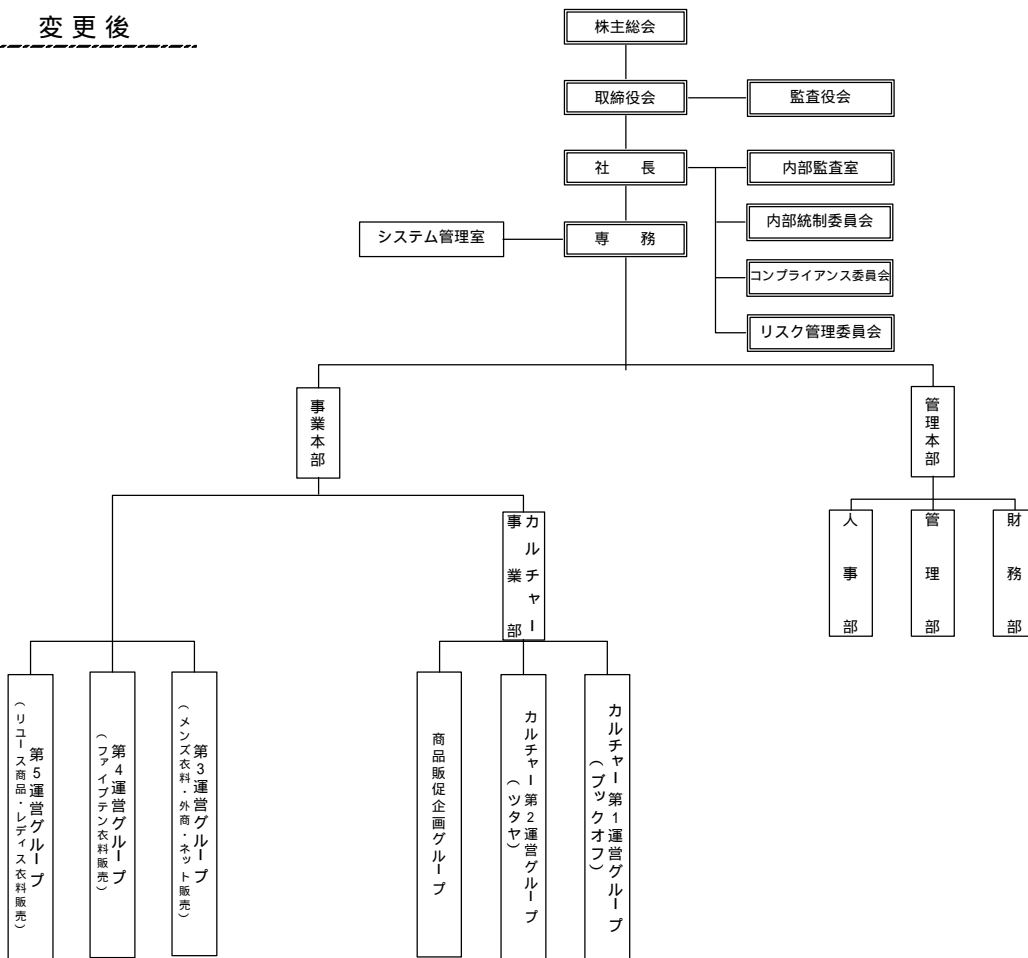 変更後
株主総会
取締役会
監査役会
社長
内部監査室
内部統制委員会
システム管理室
専務
コンプライアンス委員会
リスク管理委員会
事業本部
管理本部
カルチャー
事業部
人事部
管理部
財務部
第5運営グループ
(リユース商品・レディス衣料販売)
第4運営グループ
(ファイブテン衣料販売)
第3運営グループ
(メンズ衣料・外商・ネット販売)
商品販促企画グループ
カルチャー第2運営グループ
(ツタヤ)
カルチャー第1運営グループ
(ブックオフ)